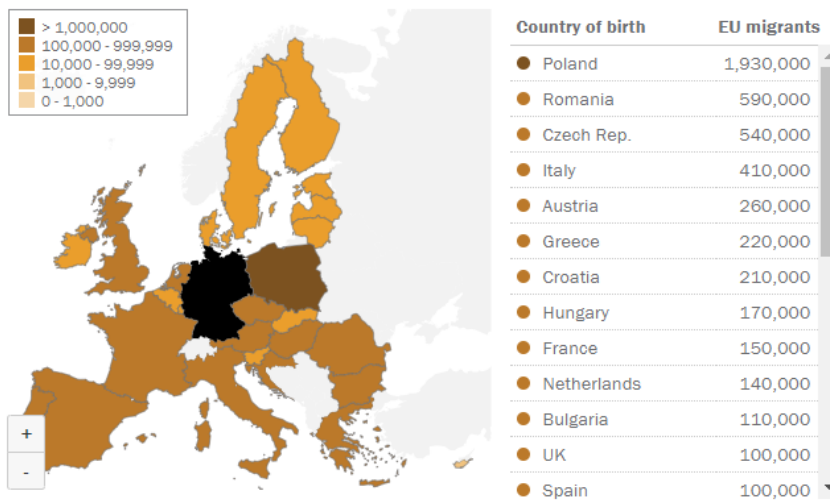 > 1,000,000
100,000 - 999,999
10,000 - 99,999
1,000 - 9,999
0 - 1,000
+
-
Country of birth EU migrants
Poland 1,930,000
Romania 590,000
Czech Rep. 540,000
Italy 410,000
Austria 260,000
Greece 220,000
Croatia 210,000
Hungary 170,000
France 150,000
Netherlands 140,000
Bulgaria 110,000
UK 100,000
Spain 100,000